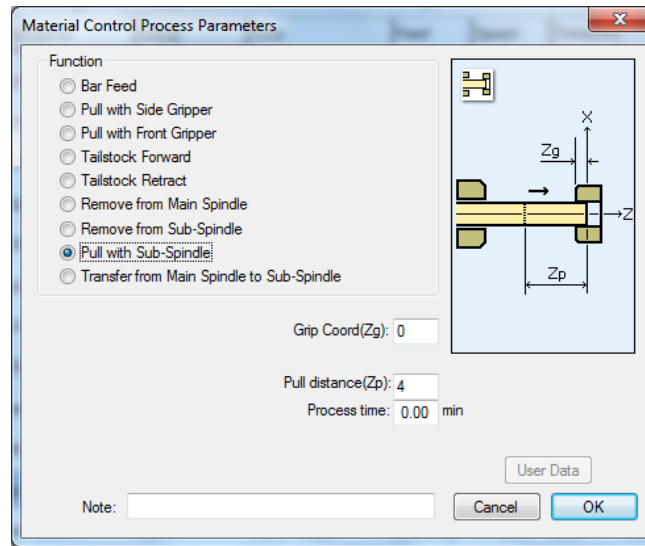 Material Control Process Parameters
Function
Bar Feed
Pull with Side Gripper
Pull with Front Gripper
Tailstock Forward
Tailstock Retract
Remove from Main Spindle
Remove from Sub-Spindle
Pull with Sub-Spindle
Transfer from Main Spindle to Sub-Spindle
X
Zg
Z
Zp
Grip Coord(Zg): 0
Pull distance(Zp): 4
Process time: 0.00 min
User Data
Note:
Cancel
OK